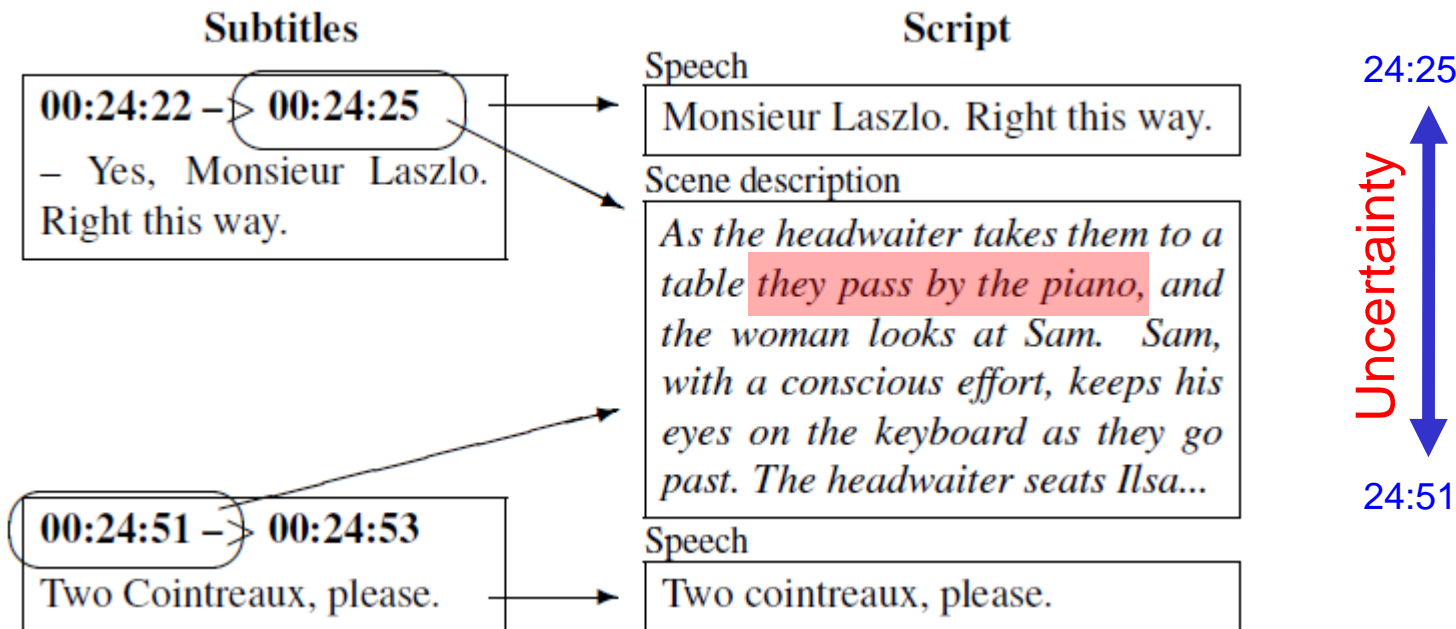 Subtitles
00:24:22 –> 00:24:25
– Yes, Monsieur Laszlo.
Right this way.
00:24:51 –> 00:24:53
Two Cointreaux, please.
Script
Speech
Monsieur Laszlo. Right this way.
Scene description
As the headwaiter takes them to a
table they pass by the piano, and
the woman looks at Sam. Sam,
with a conscious effort, keeps his
eyes on the keyboard as they go
past. The headwaiter seats Ilsa...
Speech
Two cointreaux, please.
24:25
Uncertainty
24:51